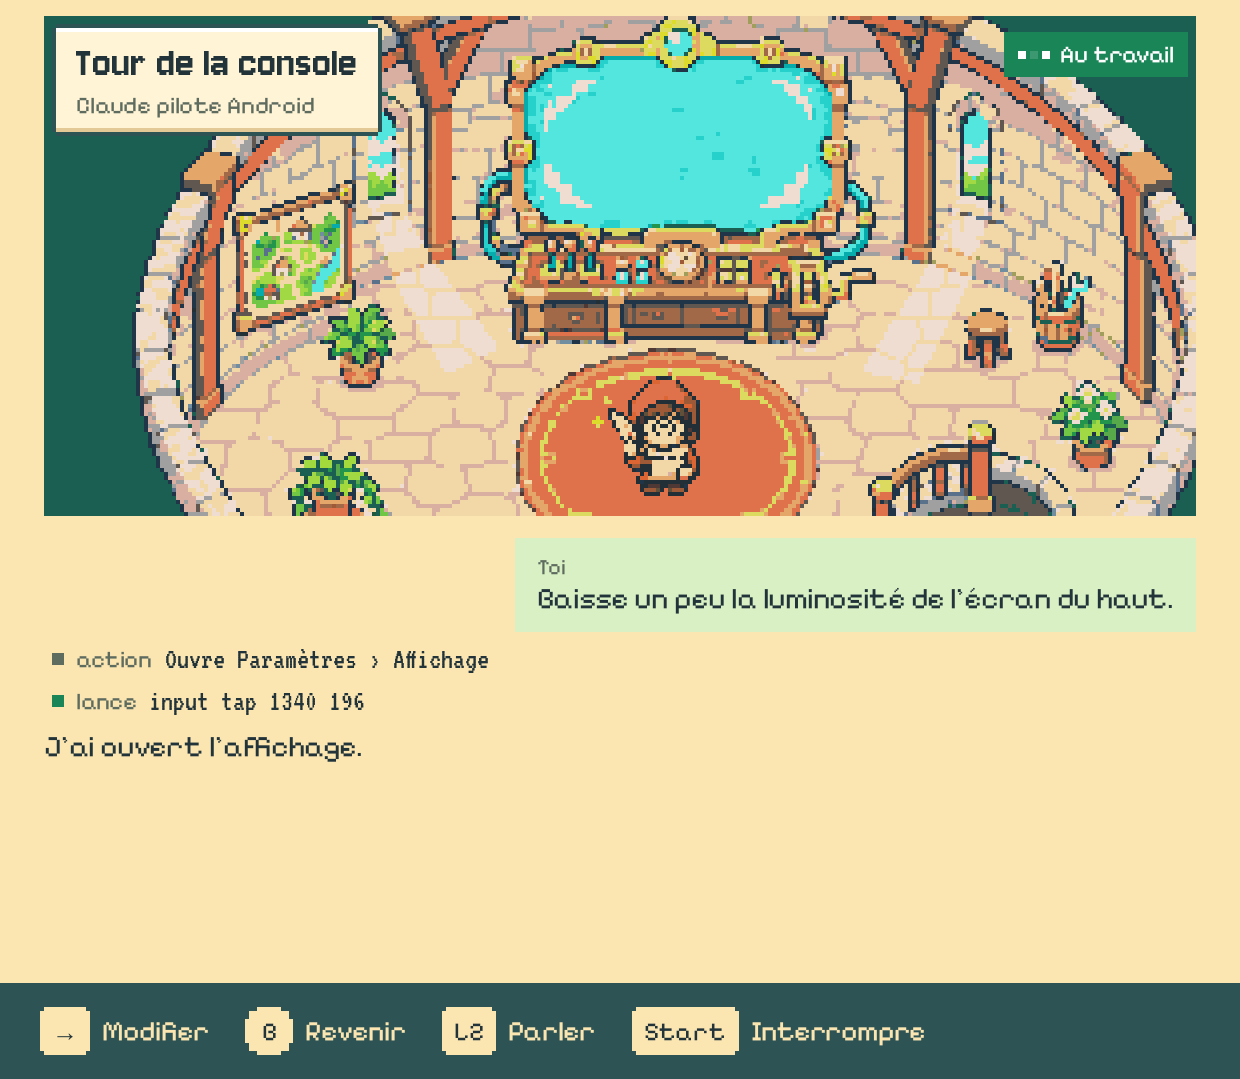 Tour de la console
Claude pilote Android
Au travail
Toi
Baisse un peu la luminosité de l'écran du haut.
action Ouvre Paramètres › Affichage
lance input tap 1340 196
J'ai ouvert l'affichage.
→ Modifier B Revenir L2 Parler Start Interrompre